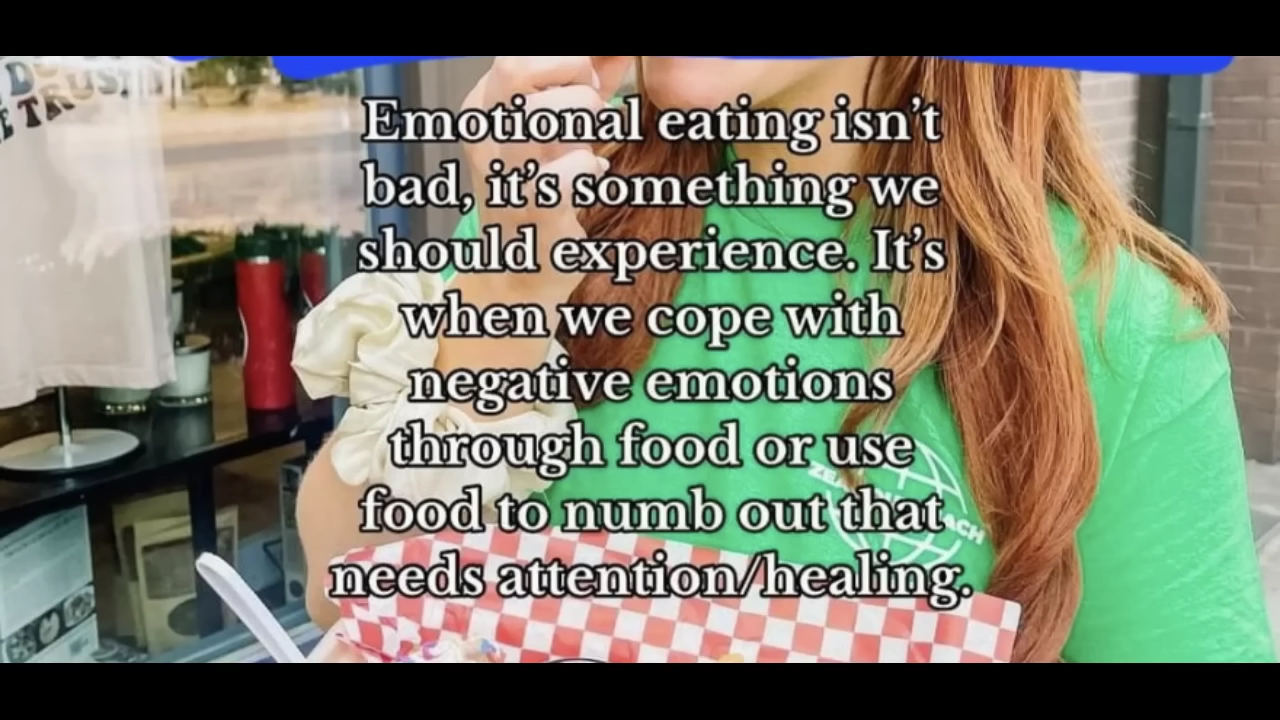 Emotional eating isn't
bad, it's something we
should experience. It's
when we cope with
negative emotions
through food or use
food to numb out that
needs attention/healing.